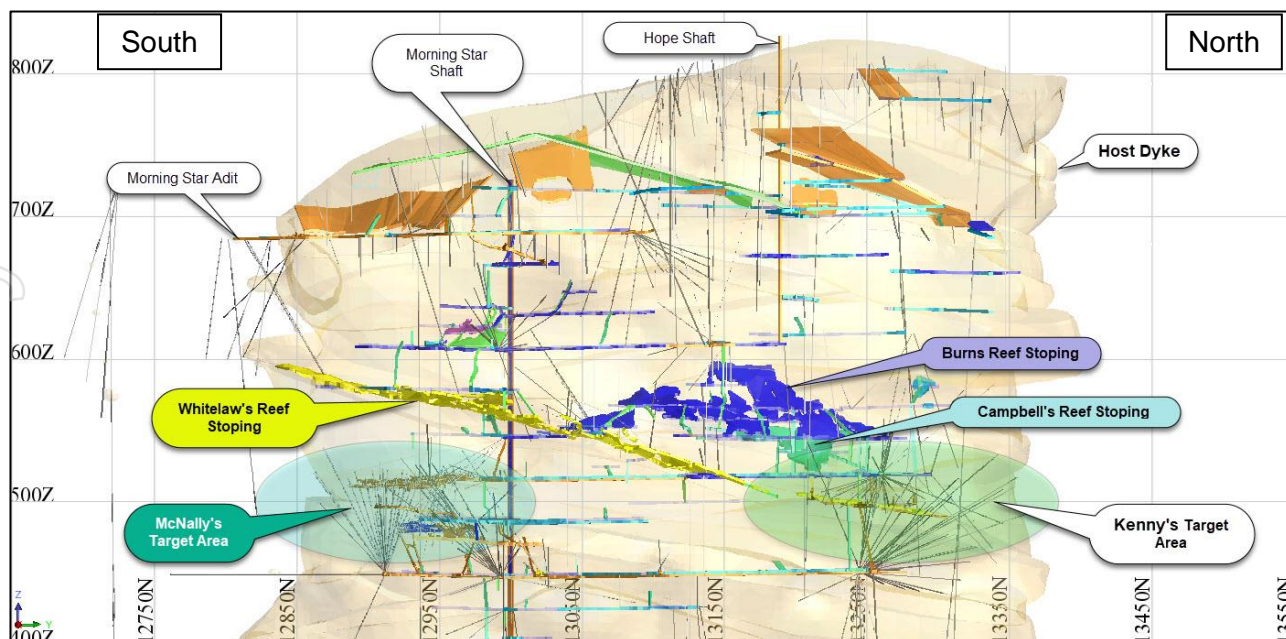 South
North
Hope Shaft
Morning Star
Shaft
800Z
Host Dyke
Morning Star Adit
700Z
600Z
Burns Reef Stoping
Whitelaw's Reef
Stoping
Campbell's Reef Stoping
500Z
McNally's
Target Area
Kenny's Target
Area
400Z
12750N
12850N
12950N
13050N
13150N
13250N
13350N
13450N
Z
Y